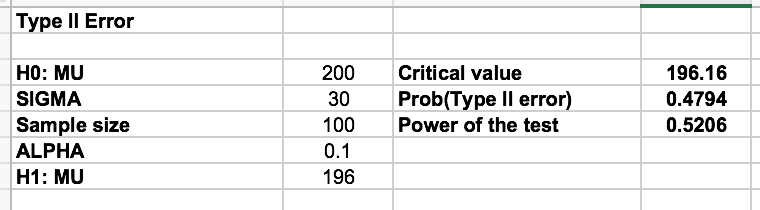 Type II Error
H0: MU 200 Critical value 196.16
SIGMA 30 Prob(Type II error) 0.4794
Sample size 100 Power of the test 0.5206
ALPHA 0.1
H1: MU 196